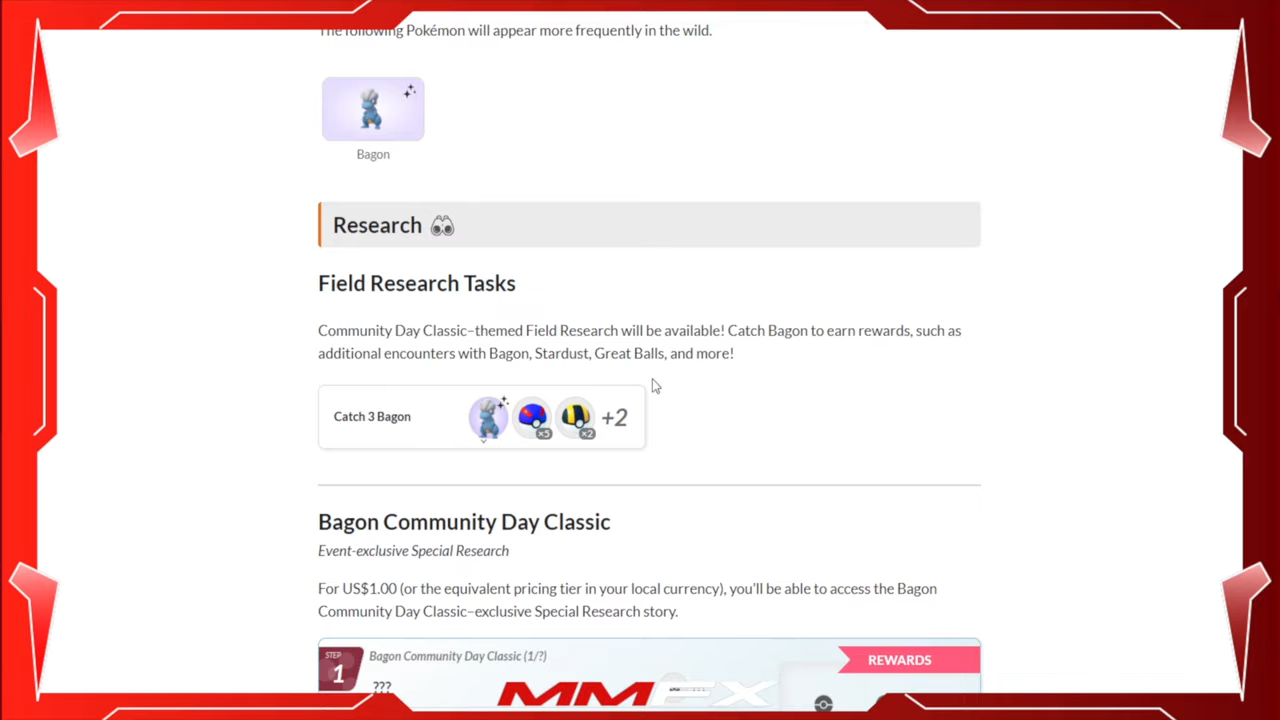 The following Pokémon will appear more frequently in the wild.
Bagon
Research
Field Research Tasks
Community Day Classic–themed Field Research will be available! Catch Bagon to earn rewards, such as
additional encounters with Bagon, Stardust, Great Balls, and more!
Catch 3 Bagon x5 x2 +2
Bagon Community Day Classic
Event-exclusive Special Research
For US$1.00 (or the equivalent pricing tier in your local currency), you'll be able to access the Bagon
Community Day Classic–exclusive Special Research story.
STEP 1
Bagon Community Day Classic (1/?)
REWARDS
???
MMFX